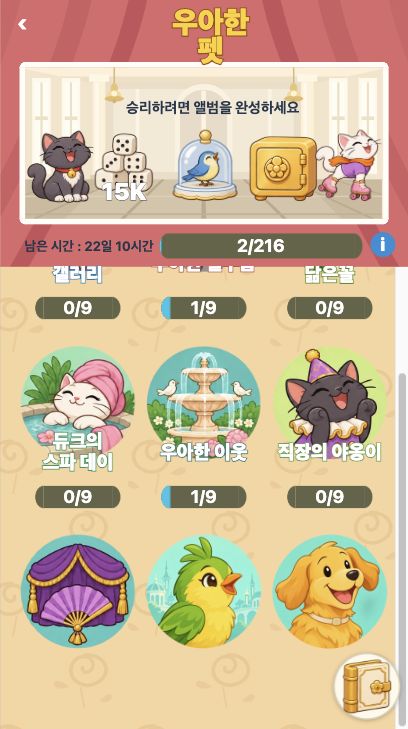 우아한
펫
승리하려면 앨범을 완성하세요
15K
남은 시간 : 22일 10시간
2/216
i
갤러리
닮은꼴
0/9
1/9
0/9
듀크의
스파 데이
우아한 이웃
직장의 야옹이
0/9
1/9
0/9